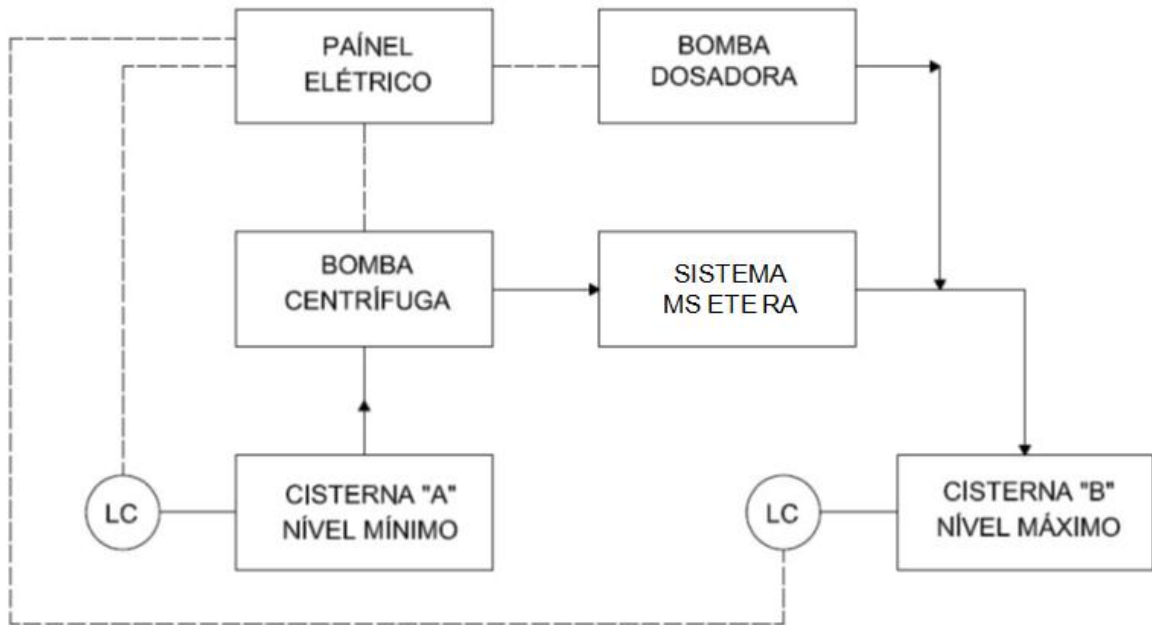 PAÍNEL
ELÉTRICO
BOMBA
DOSADORA
BOMBA
CENTRÍFUGA
SISTEMA
MS ETE RA
LC
CISTERNA "A"
NÍVEL MÍNIMO
LC
CISTERNA "B"
NÍVEL MÁXIMO